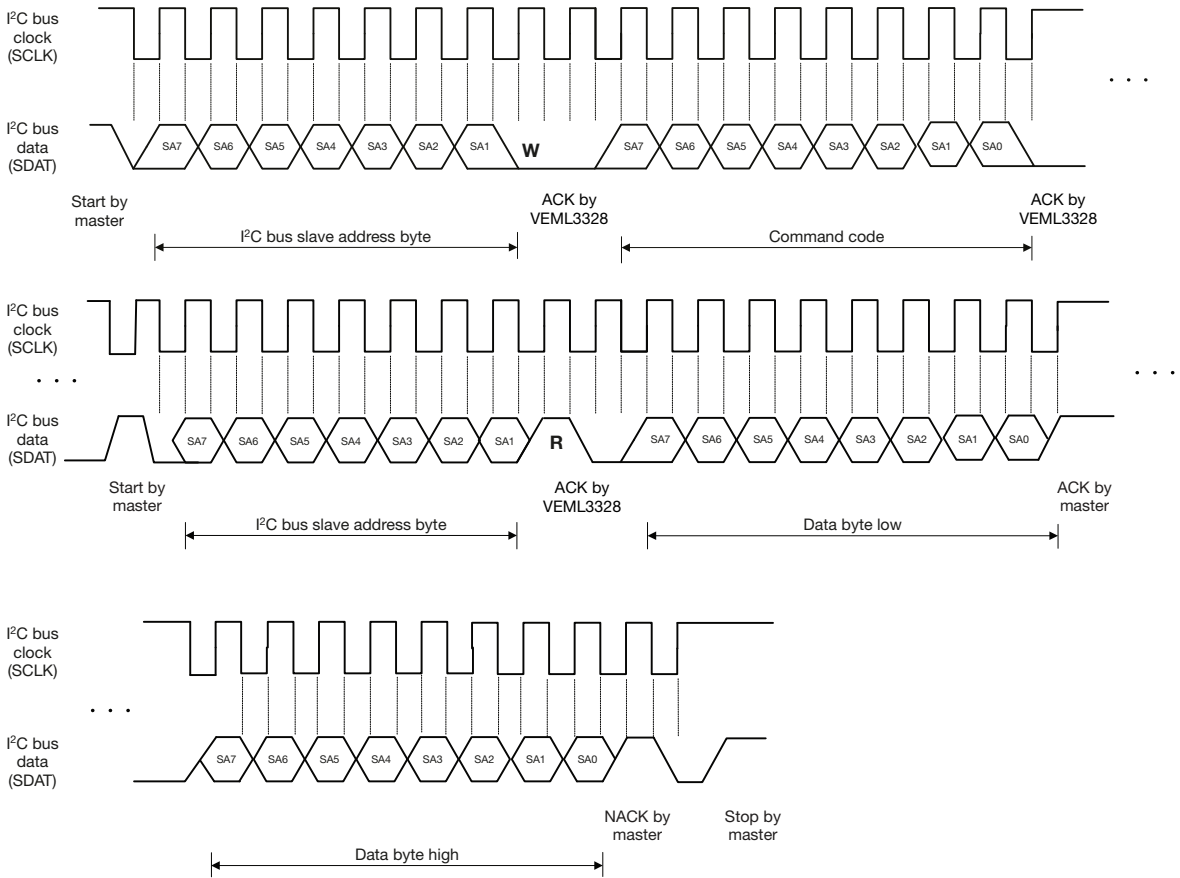 I²C bus
clock
(SCLK)
. . .
I²C bus
data
(SDAT)
SA7 SA6 SA5 SA4 SA3 SA2 SA1 W SA7 SA6 SA5 SA4 SA3 SA2 SA1 SA0
Start by
master
ACK by
VEML3328
ACK by
VEML3328
I²C bus slave address byte
Command code
I²C bus
clock
(SCLK)
. . .
. . .
I²C bus
data
(SDAT)
SA7 SA6 SA5 SA4 SA3 SA2 SA1 R SA7 SA6 SA5 SA4 SA3 SA2 SA1 SA0
Start by
master
ACK by
VEML3328
ACK by
master
I²C bus slave address byte
Data byte low
I²C bus
clock
(SCLK)
. . .
I²C bus
data
(SDAT)
SA7 SA6 SA5 SA4 SA3 SA2 SA1 SA0
NACK by
master
Stop by
master
Data byte high